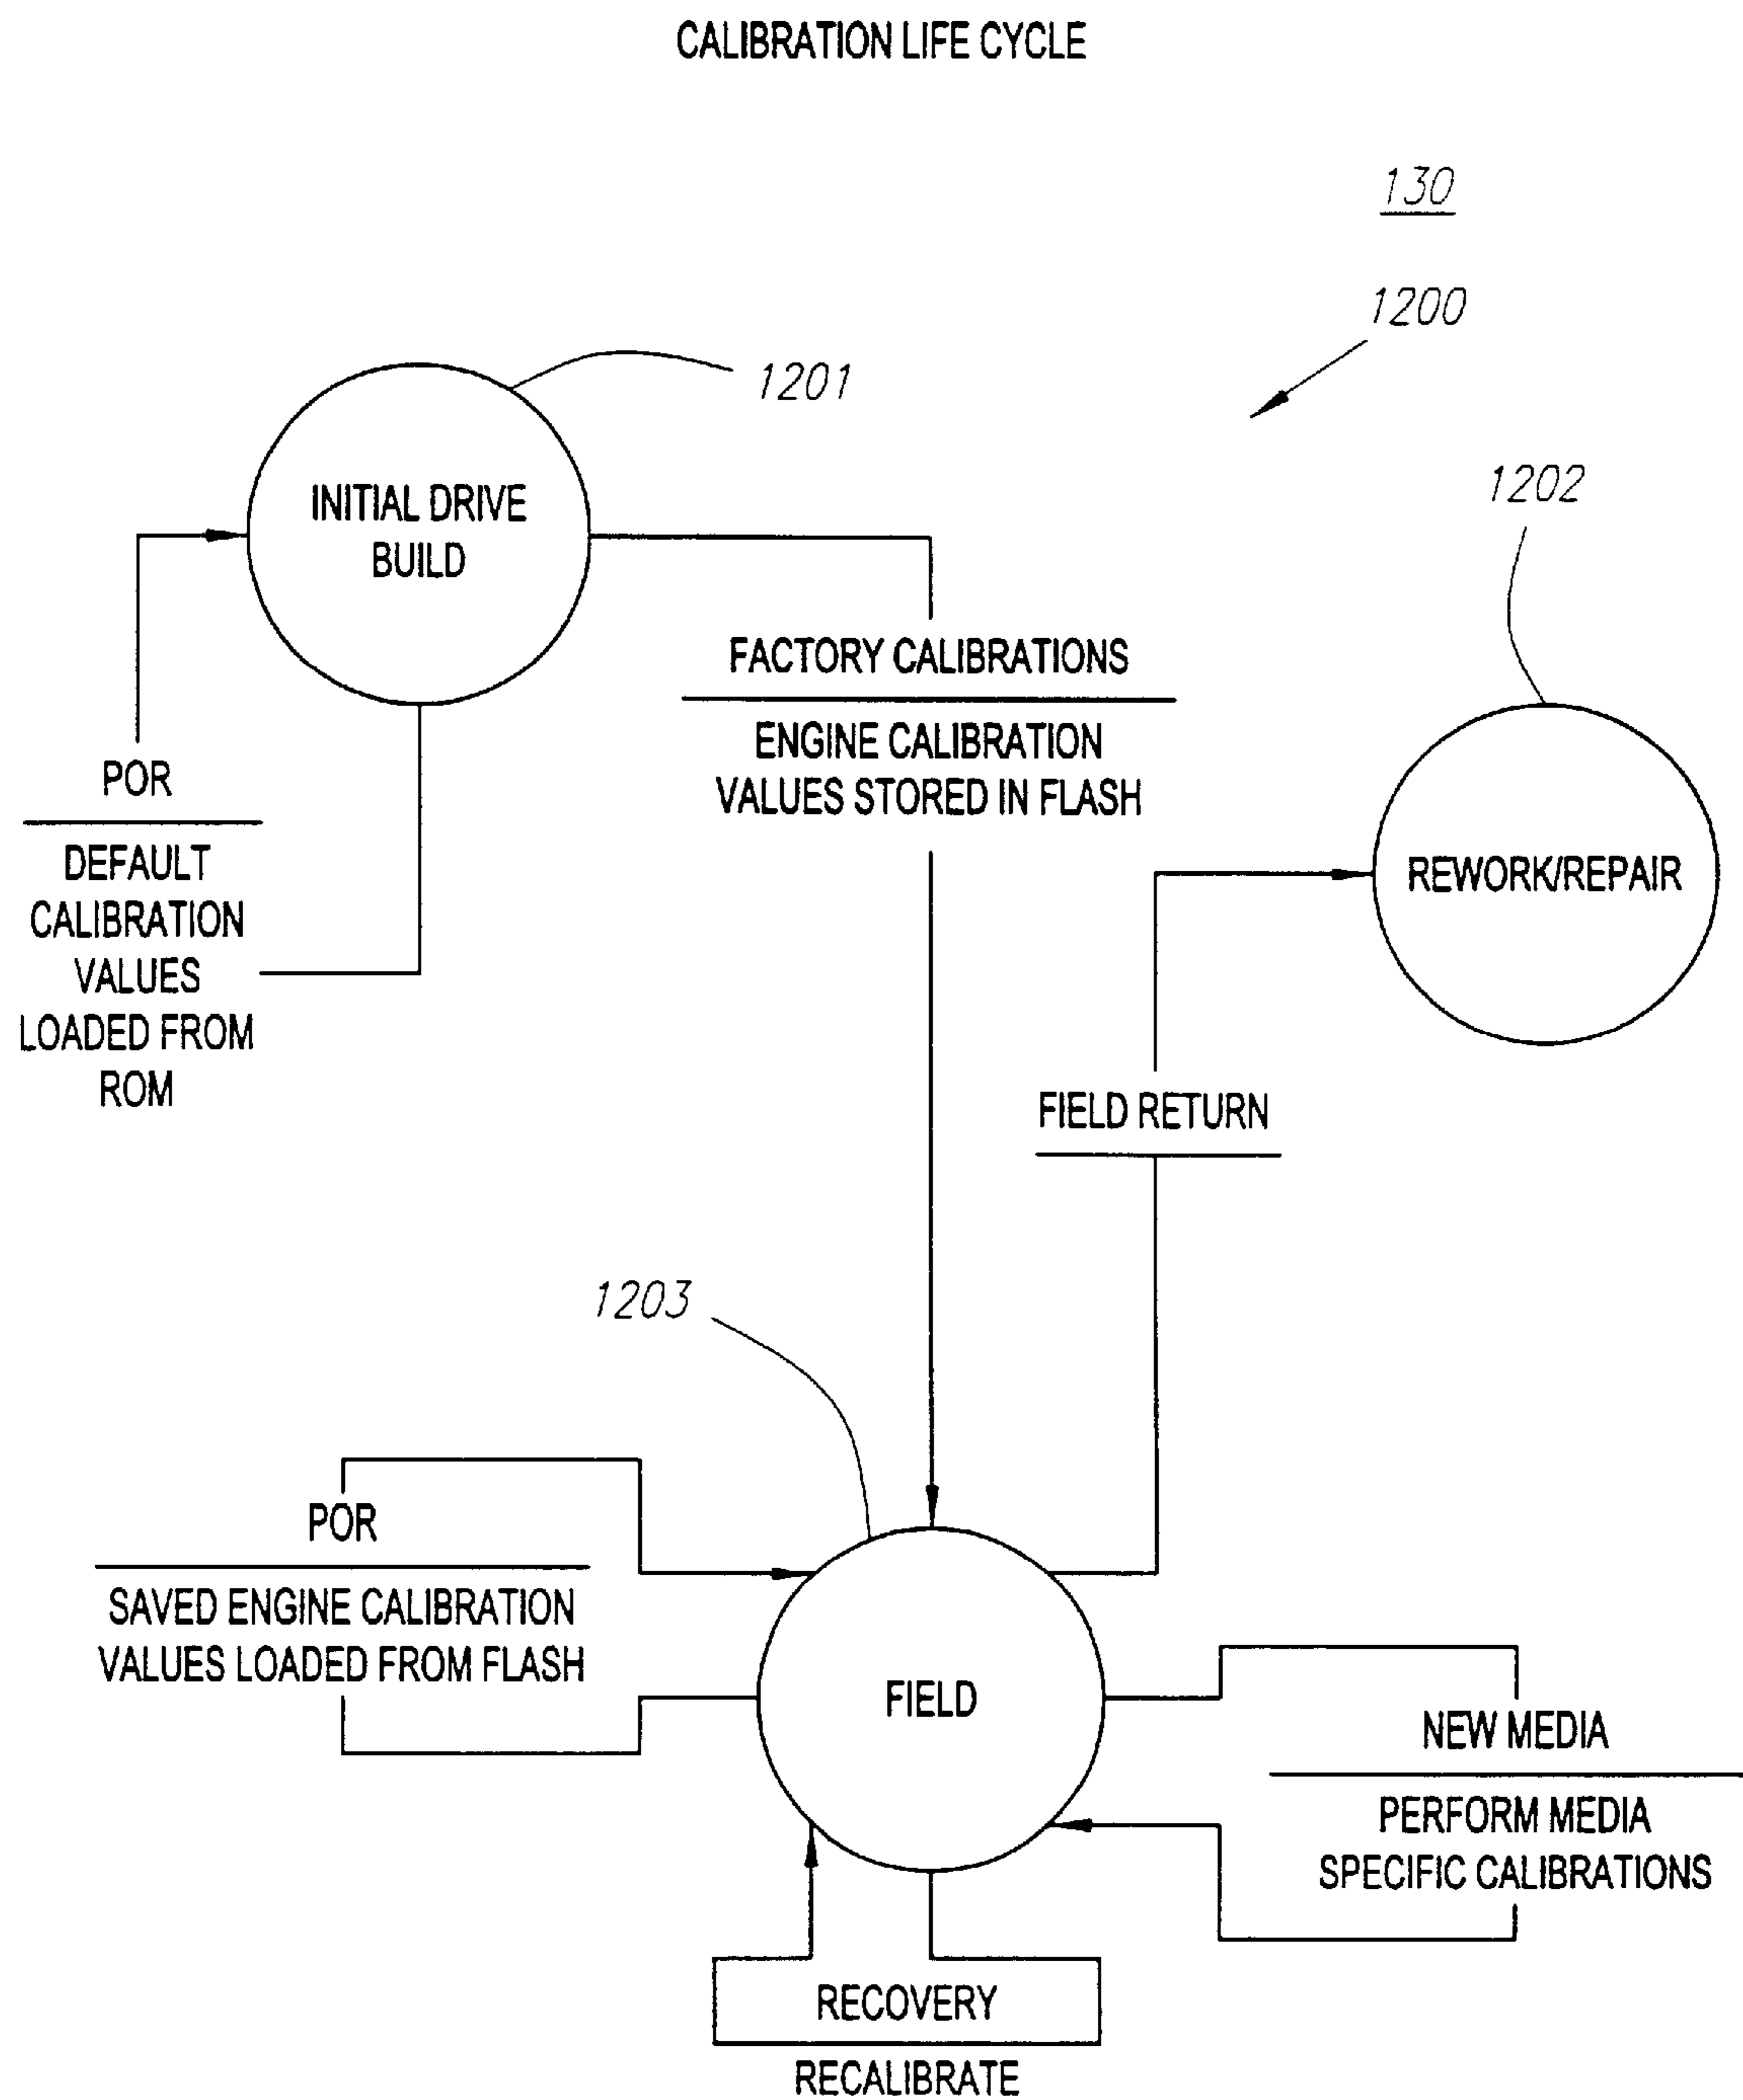 CALIBRATION LIFE CYCLE
130
1200
1201
INITIAL DRIVE
BUILD
1202
FACTORY CALIBRATIONS
ENGINE CALIBRATION
VALUES STORED IN FLASH
POR
DEFAULT
CALIBRATION
VALUES
LOADED FROM
ROM
REWORK/REPAIR
FIELD RETURN
1203
POR
SAVED ENGINE CALIBRATION
VALUES LOADED FROM FLASH
FIELD
NEW MEDIA
PERFORM MEDIA
SPECIFIC CALIBRATIONS
RECOVERY
RECALIBRATE